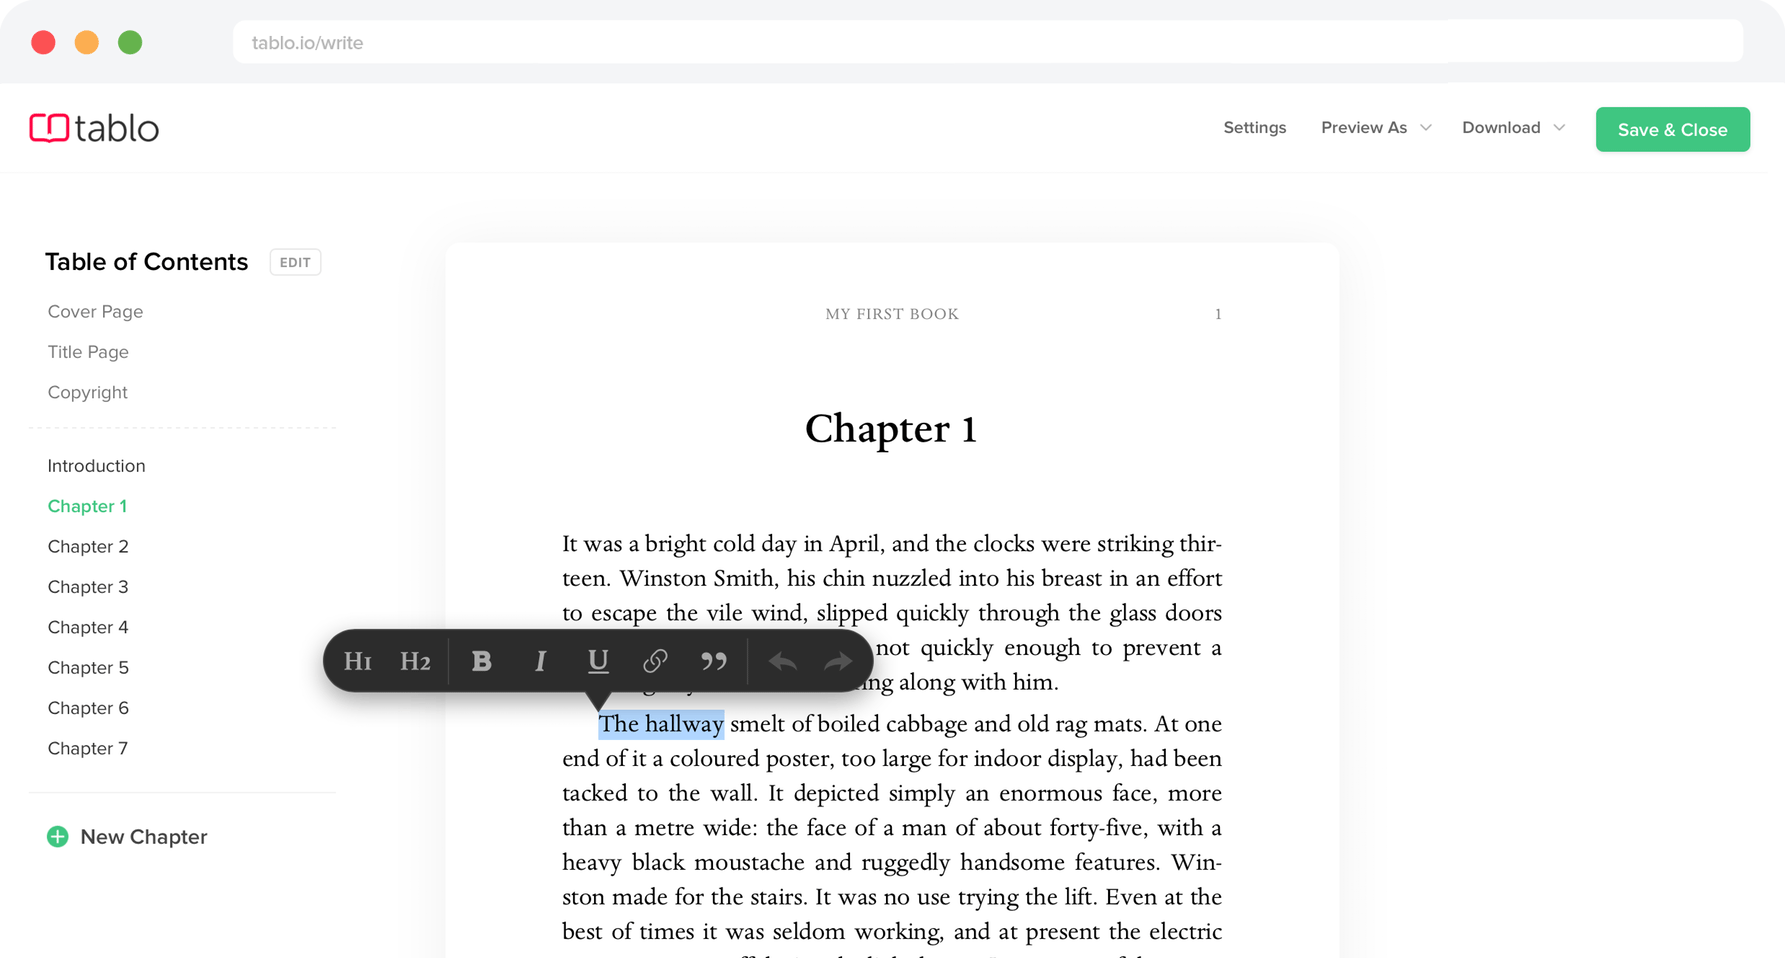 tablo.io/write
tablo
Settings
Preview As
Download
Save & Close
Table of Contents
EDIT
Cover Page
Title Page
Copyright
Introduction
Chapter 1
Chapter 2
Chapter 3
Chapter 4
Chapter 5
Chapter 6
Chapter 7
New Chapter
MY FIRST BOOK
1
Chapter 1
It was a bright cold day in April, and the clocks were striking thir-
teen. Winston Smith, his chin nuzzled into his breast in an effort
to escape the vile wind, slipped quickly through the glass doors
not quickly enough to prevent a
along with him.
H1 H2 B I U ”
The hallway smelt of boiled cabbage and old rag mats. At one
end of it a coloured poster, too large for indoor display, had been
tacked to the wall. It depicted simply an enormous face, more
than a metre wide: the face of a man of about forty-five, with a
heavy black moustache and ruggedly handsome features. Win-
ston made for the stairs. It was no use trying the lift. Even at the
best of times it was seldom working, and at present the electric